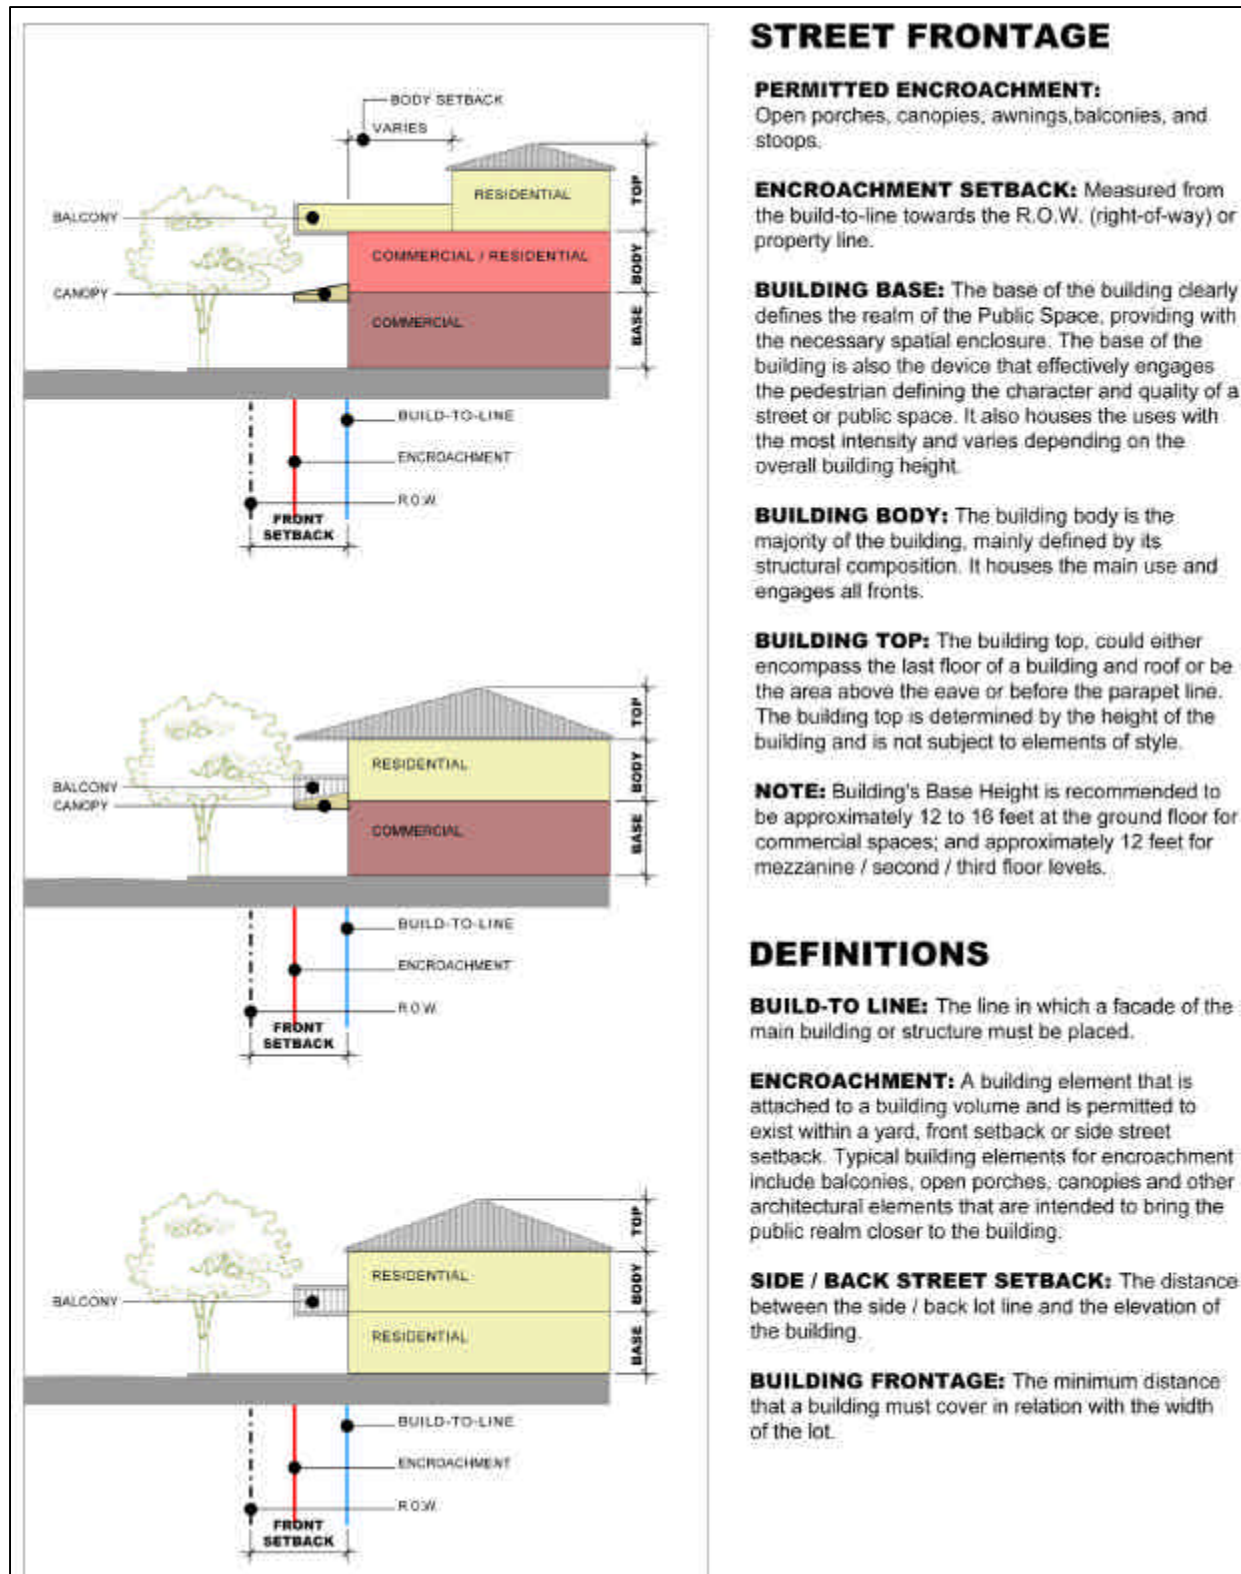 BODY SETBACK
VARIES
RESIDENTIAL
TOP
BALCONY
COMMERCIAL / RESIDENTIAL
BODY
CANOPY
COMMERCIAL
BASE
BUILD-TO-LINE
ENCROACHMENT
R.O.W.
FRONT
SETBACK
TOP
RESIDENTIAL
BODY
BALCONY
CANOPY
COMMERCIAL
BASE
BUILD-TO-LINE
ENCROACHMENT
R.O.W.
FRONT
SETBACK
TOP
RESIDENTIAL
BODY
BALCONY
RESIDENTIAL
BASE
BUILD-TO-LINE
ENCROACHMENT
R.O.W.
FRONT
SETBACK
STREET FRONTAGE
PERMITTED ENCROACHMENT:
Open porches, canopies, awnings,balconies, and
stoops.
ENCROACHMENT SETBACK: Measured from
the build-to-line towards the R.O.W. (right-of-way) or
property line.
BUILDING BASE: The base of the building clearly
defines the realm of the Public Space, providing with
the necessary spatial enclosure. The base of the
building is also the device that effectively engages
the pedestrian defining the character and quality of a
street or public space. It also houses the uses with
the most intensity and varies depending on the
overall building height.
BUILDING BODY: The building body is the
majority of the building, mainly defined by its
structural composition. It houses the main use and
engages all fronts.
BUILDING TOP: The building top, could either
encompass the last floor of a building and roof or be
the area above the eave or before the parapet line.
The building top is determined by the height of the
building and is not subject to elements of style.
NOTE: Building's Base Height is recommended to
be approximately 12 to 16 feet at the ground floor for
commercial spaces; and approximately 12 feet for
mezzanine / second / third floor levels.
DEFINITIONS
BUILD-TO LINE: The line in which a facade of the
main building or structure must be placed.
ENCROACHMENT: A building element that is
attached to a building volume and is permitted to
exist within a yard, front setback or side street
setback. Typical building elements for encroachment
include balconies, open porches, canopies and other
architectural elements that are intended to bring the
public realm closer to the building.
SIDE / BACK STREET SETBACK: The distance
between the side / back lot line and the elevation of
the building.
BUILDING FRONTAGE: The minimum distance
that a building must cover in relation with the width
of the lot.